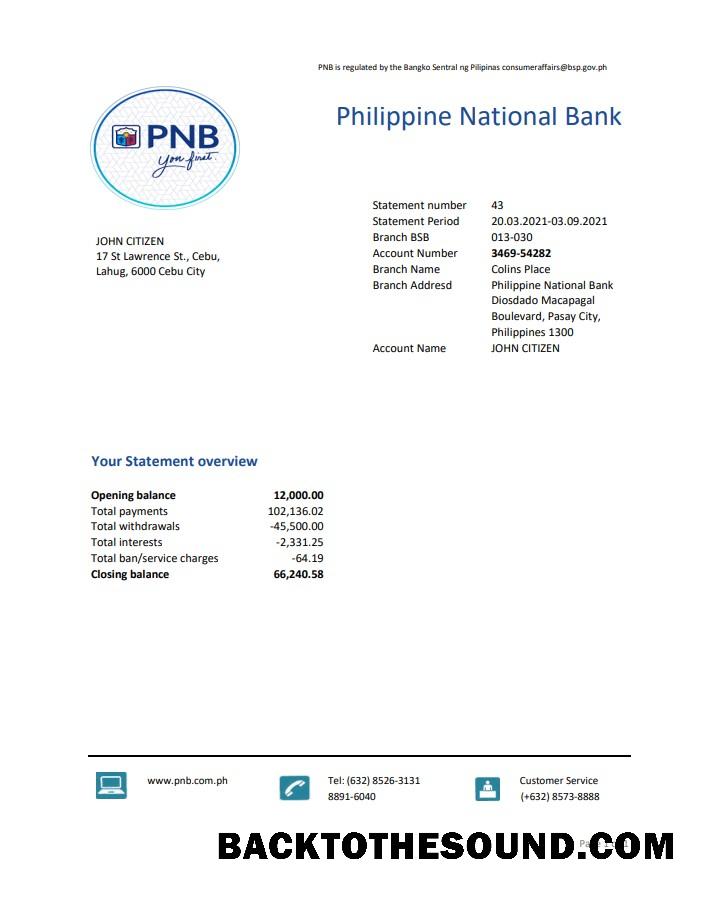 PNB is regulated by the Bangko Sentral ng Pilipinas consumeraffairs@bsp.gov.ph
PNB
You first.
Philippine National Bank
Statement number 43
Statement Period 20.03.2021-03.09.2021
Branch BSB 013-030
Account Number 3469-54282
Branch Name Colins Place
Branch Addresd Philippine National Bank
Diosdado Macapagal
Boulevard, Pasay City,
Philippines 1300
Account Name JOHN CITIZEN
JOHN CITIZEN
17 St Lawrence St., Cebu,
Lahug, 6000 Cebu City
Your Statement overview
Opening balance 12,000.00
Total payments 102,136.02
Total withdrawals -45,500.00
Total interests -2,331.25
Total ban/service charges -64.19
Closing balance 66,240.58
www.pnb.com.ph
Tel: (632) 8526-3131
8891-6040
Customer Service
(+632) 8573-8888
BACKTOTHESOUND.COM